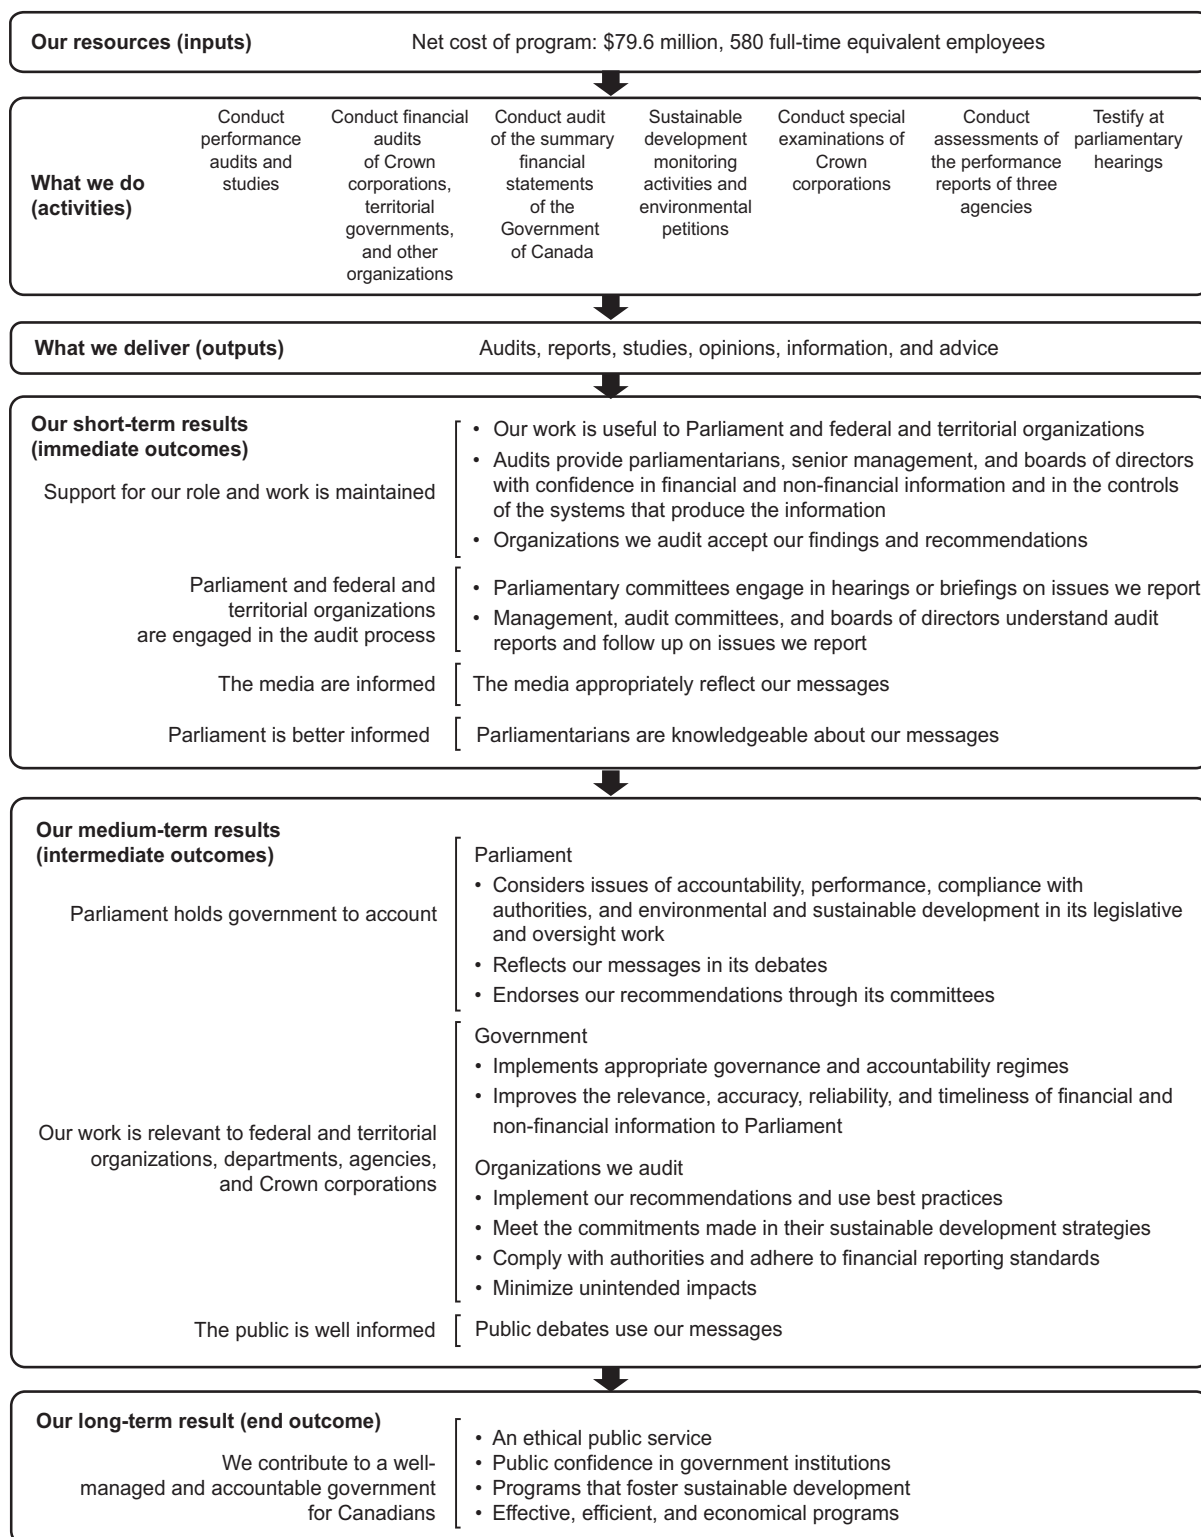 Our resources (inputs)
Net cost of program: $79.6 million, 580 full-time equivalent employees
What we do
(activities)
Conduct
performance
audits and
studies
Conduct financial
audits
of Crown
corporations,
territorial
governments,
and other
organizations
Conduct audit
of the summary
financial
statements
of the
Government
of Canada
Sustainable
development
monitoring
activities and
environmental
petitions
Conduct special
examinations of
Crown
corporations
Conduct
assessments of
the performance
reports of three
agencies
Testify at
parliamentary
hearings
What we deliver (outputs)
Audits, reports, studies, opinions, information, and advice
Our short-term results
(immediate outcomes)
Support for our role and work is maintained
• Our work is useful to Parliament and federal and territorial organizations
• Audits provide parliamentarians, senior management, and boards of directors
with confidence in financial and non-financial information and in the controls
of the systems that produce the information
• Organizations we audit accept our findings and recommendations
Parliament and federal and
territorial organizations
are engaged in the audit process
• Parliamentary committees engage in hearings or briefings on issues we report
• Management, audit committees, and boards of directors understand audit
reports and follow up on issues we report
The media are informed
The media appropriately reflect our messages
Parliament is better informed
Parliamentarians are knowledgeable about our messages
Our medium-term results
(intermediate outcomes)
Parliament holds government to account
Parliament
• Considers issues of accountability, performance, compliance with
authorities, and environmental and sustainable development in its legislative
and oversight work
• Reflects our messages in its debates
• Endorses our recommendations through its committees
Our work is relevant to federal and territorial
organizations, departments, agencies,
and Crown corporations
Government
• Implements appropriate governance and accountability regimes
• Improves the relevance, accuracy, reliability, and timeliness of financial and
non-financial information to Parliament
Organizations we audit
• Implement our recommendations and use best practices
• Meet the commitments made in their sustainable development strategies
• Comply with authorities and adhere to financial reporting standards
• Minimize unintended impacts
The public is well informed
Public debates use our messages
Our long-term result (end outcome)
We contribute to a well-
managed and accountable government
for Canadians
• An ethical public service
• Public confidence in government institutions
• Programs that foster sustainable development
• Effective, efficient, and economical programs